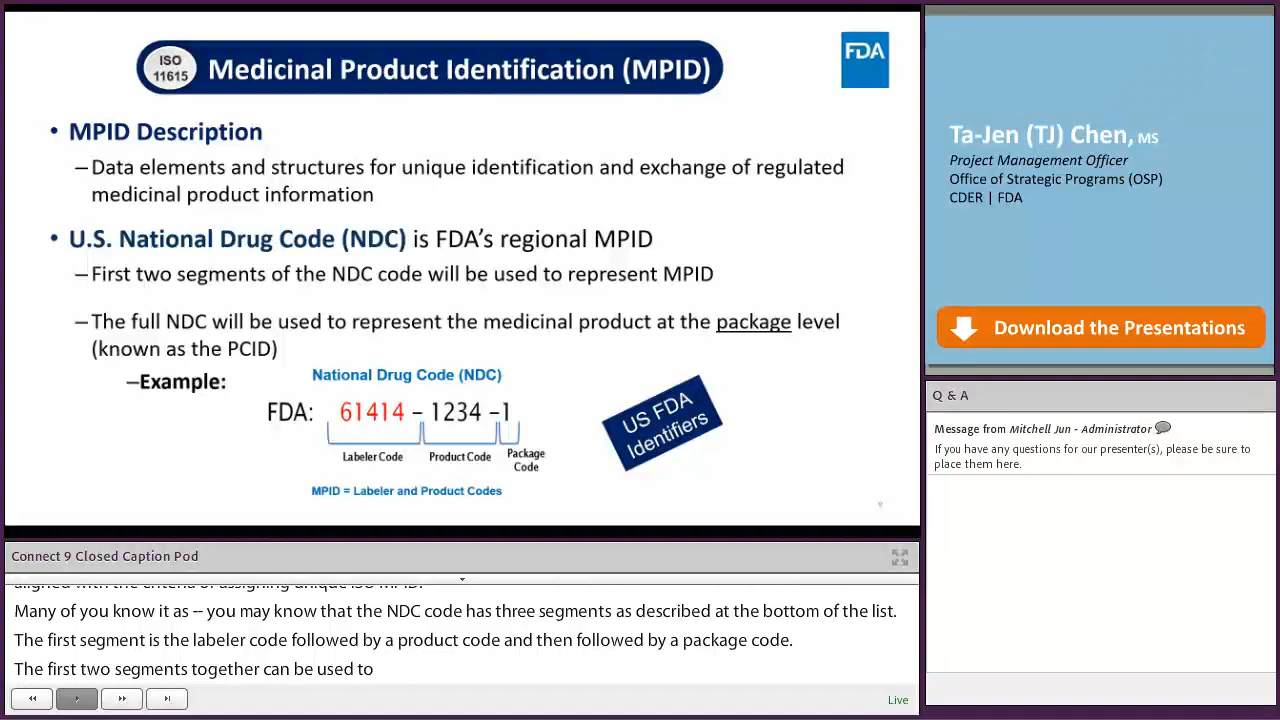 ISO
11615
Medicinal Product Identification (MPID)
FDA
• MPID Description
–Data elements and structures for unique identification and exchange of regulated
medicinal product information
• U.S. National Drug Code (NDC) is FDA's regional MPID
–First two segments of the NDC code will be used to represent MPID
–The full NDC will be used to represent the medicinal product at the package level
(known as the PCID)
–Example:
National Drug Code (NDC)
FDA: 61414 – 1234 –1
Labeler Code
Product Code
Package
Code
MPID = Labeler and Product Codes
US FDA
Identifiers
Ta-Jen (TJ) Chen, MS
Project Management Officer
Office of Strategic Programs (OSP)
CDER | FDA
Download the Presentations
Q & A
Message from Mitchell Jun - Administrator
If you have any questions for our presenter(s), please be sure to
place them here.
Connect 9 Closed Caption Pod
aligned with the criteria of assigning unique ISO MPID.
Many of you know it as -- you may know that the NDC code has three segments as described at the bottom of the list.
The first segment is the labeler code followed by a product code and then followed by a package code.
The first two segments together can be used to
Live